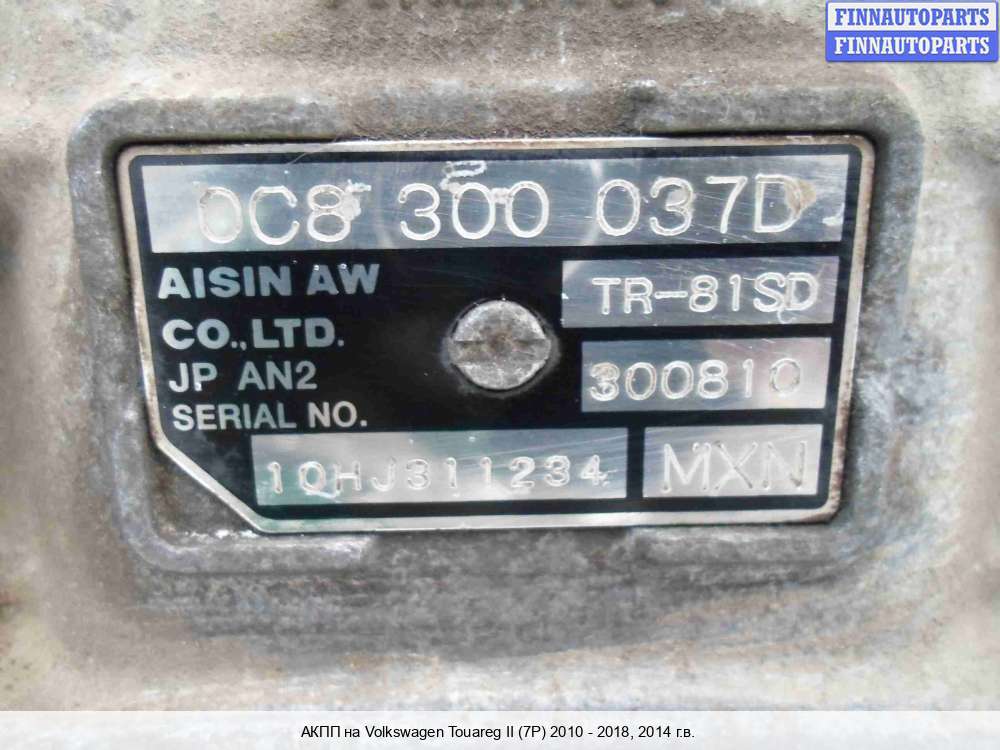 FINNAUTOPARTS
FINNAUTOPARTS
0C8 300 037D
AISIN AW
CO.,LTD.
TR-81SD
JP AN2
300810
SERIAL NO.
10HJ311234
MXN
АКПП на Volkswagen Touareg II (7P) 2010 - 2018, 2014 г.в.